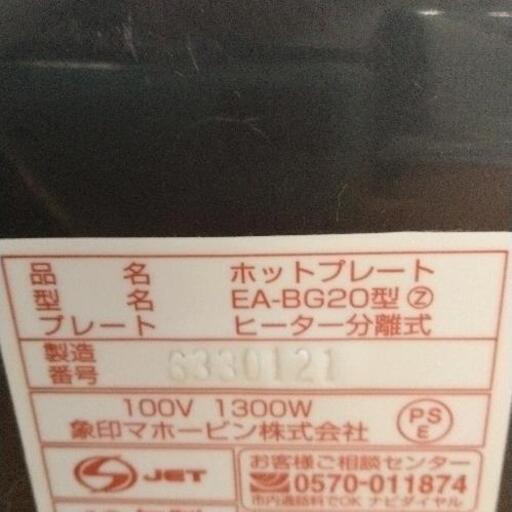 品名 ホットプレート
型名 EA-BG20型 Ⓩ
プレート ヒーター分離式
製造番号 6330121
100V 1300W
象印マホービン株式会社
PSE
JET
お客様ご相談センター
0570-011874
市内通話料でOK ナビダイヤル